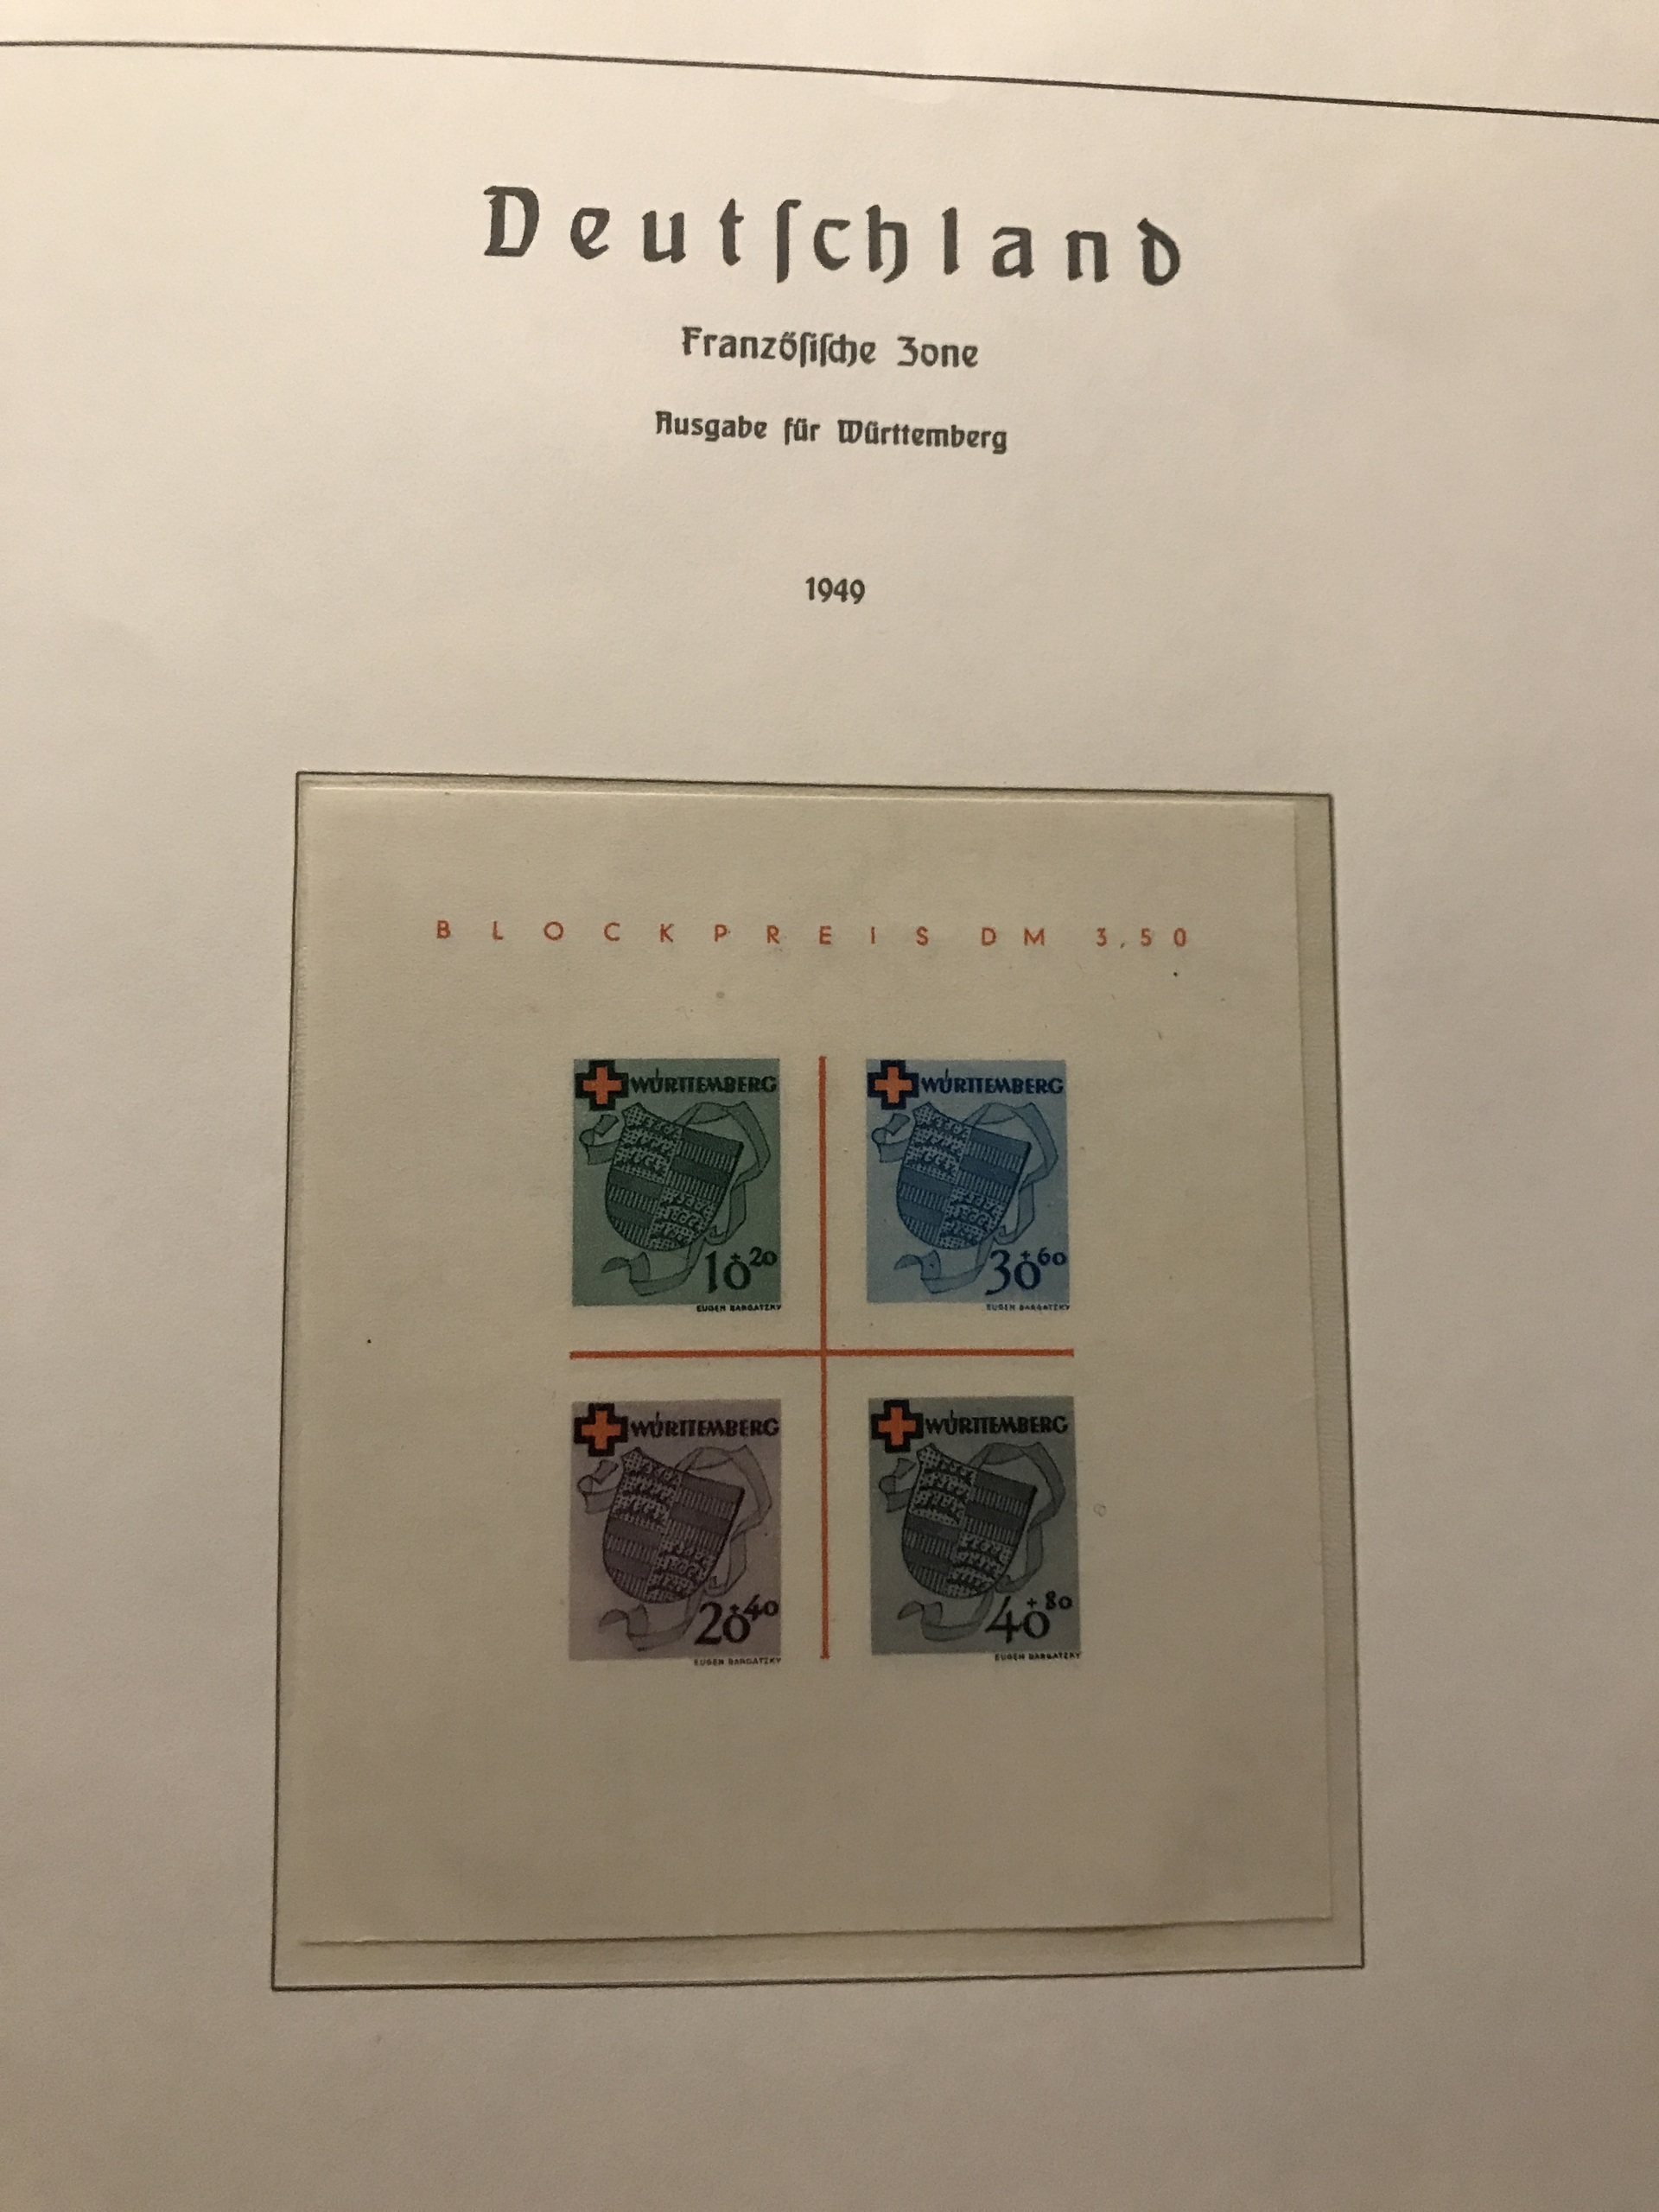 Deutſchland
Franzöſiſche Zone
Ausgabe für Württemberg
1949
BLOCKPREIS DM 3,50
WÜRTTEMBERG
10+20
EUGEN BARGATZKY
WÜRTTEMBERG
30+60
EUGEN BARGATZKY
WÜRTTEMBERG
20+40
EUGEN BARGATZKY
WÜRTTEMBERG
40+80
EUGEN BARGATZKY